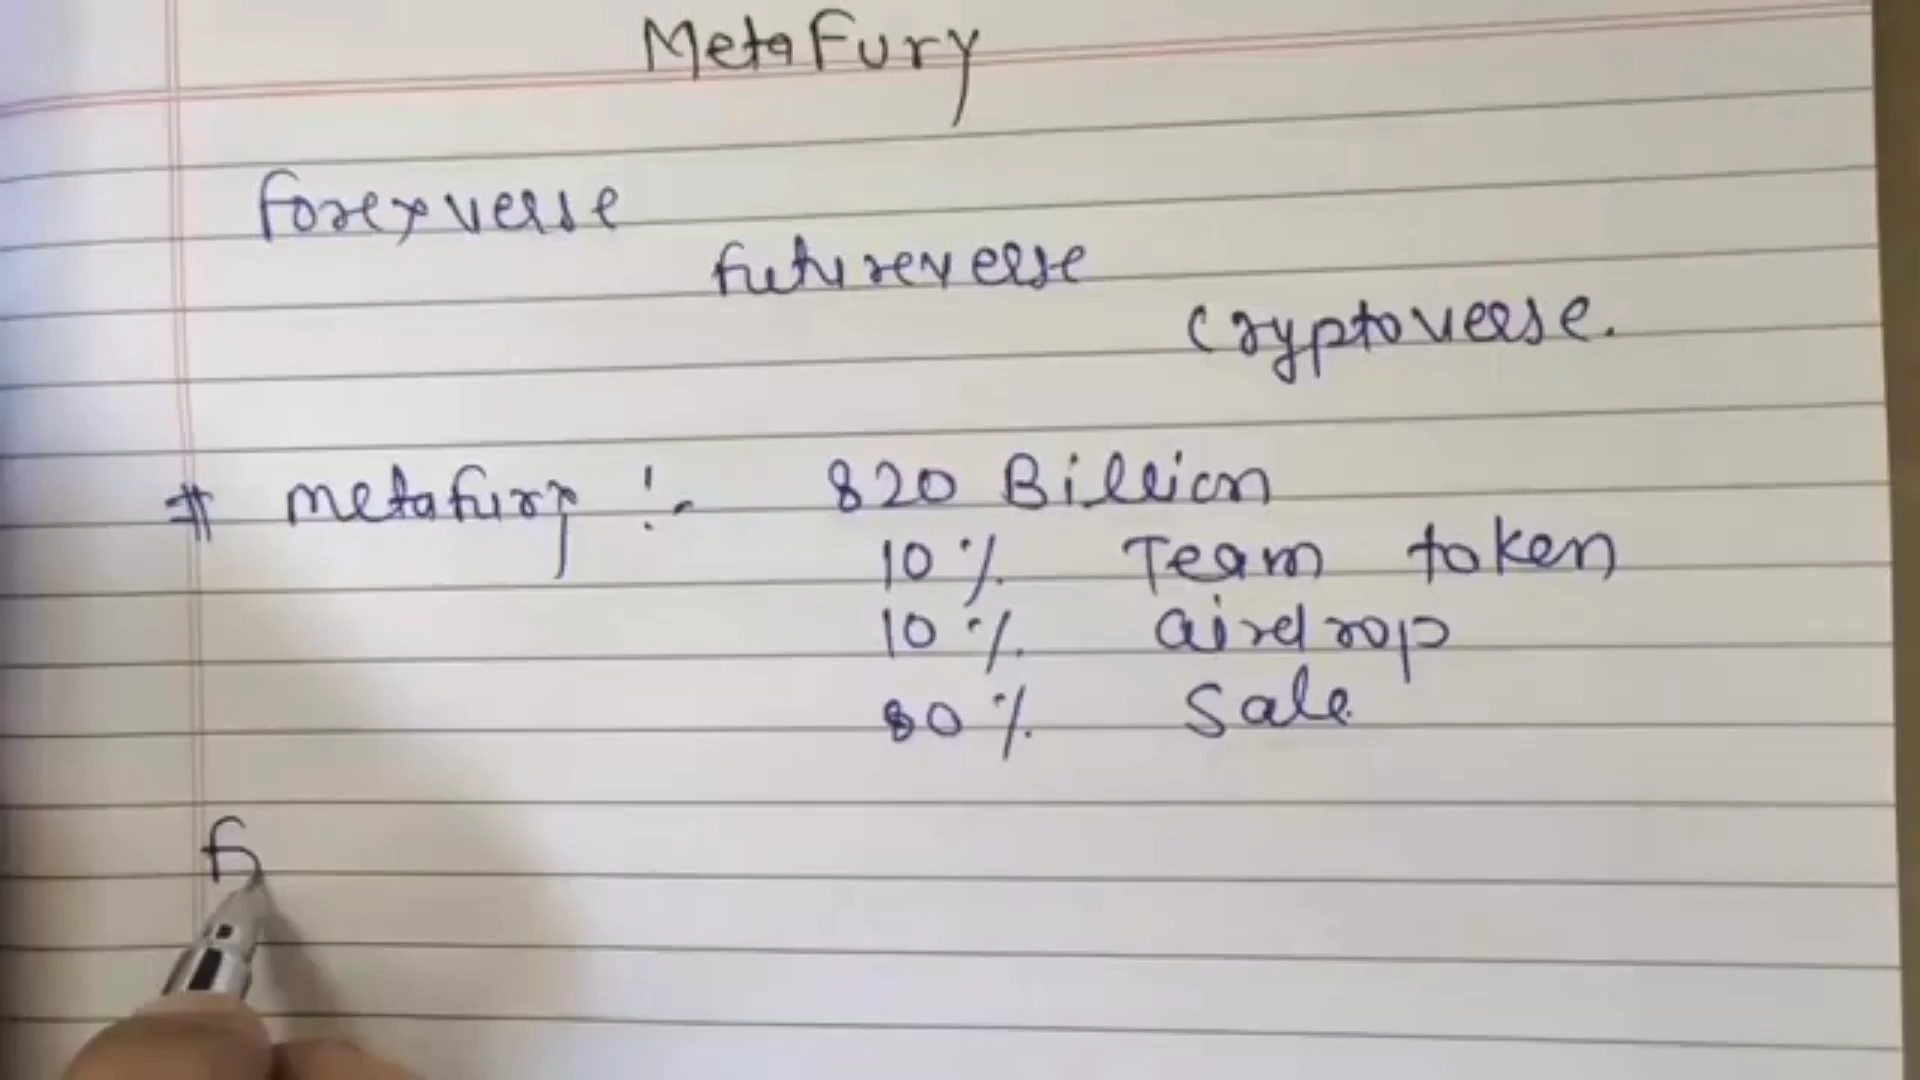 MetaFury
forexverse
futureverse
cryptoverse.
# metafury :- 820 Billion
10% Team token
10% airdrop
80% Sale